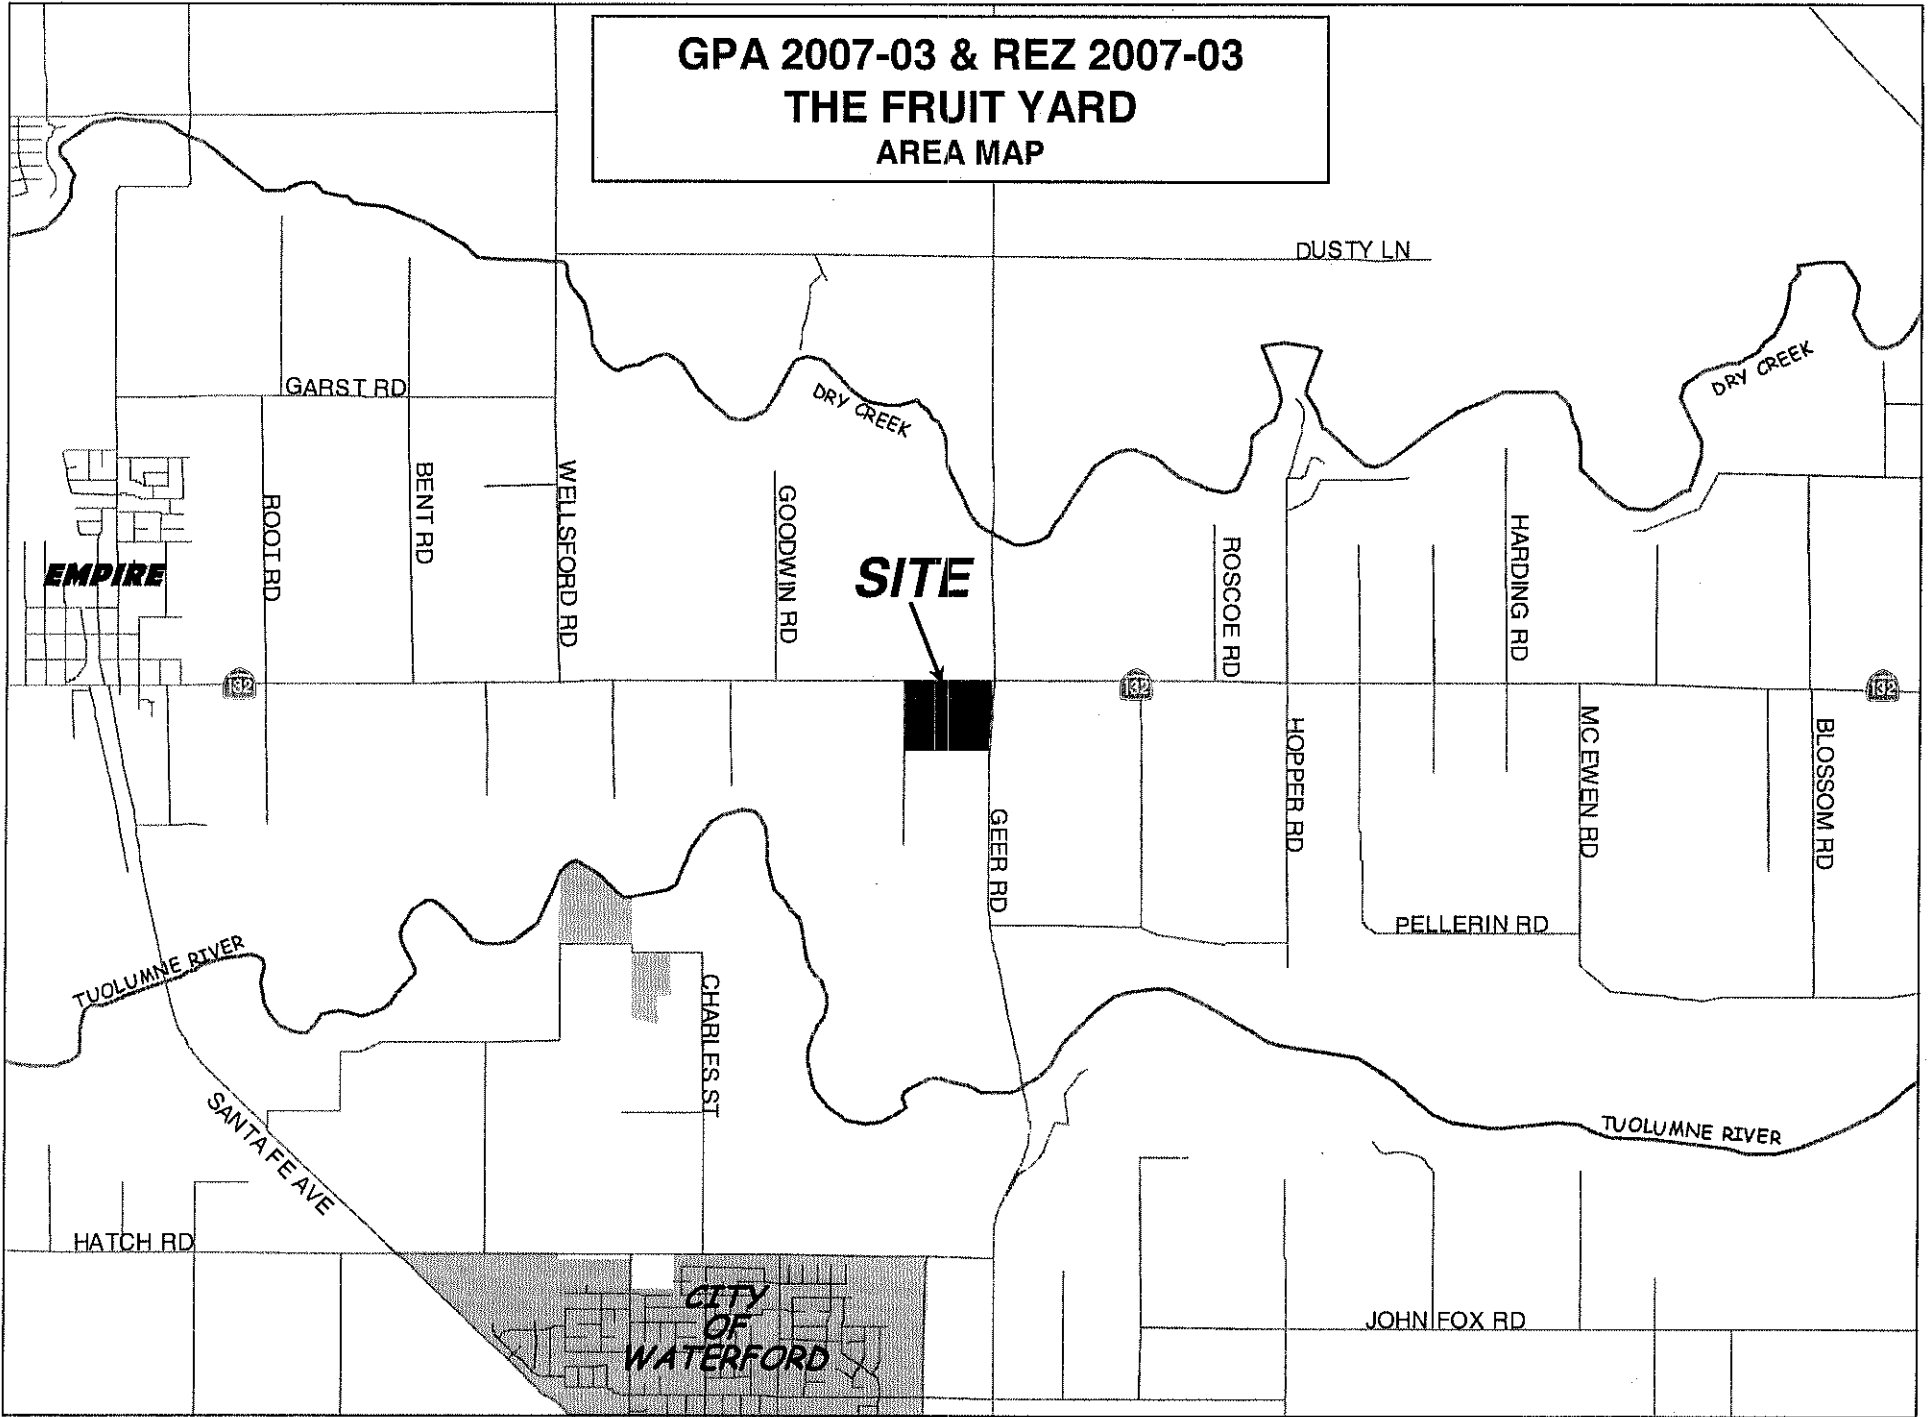 GPA 2007-03 & REZ 2007-03
THE FRUIT YARD
AREA MAP
DUSTY LN
GARST RD
DRY CREEK
DRY CREEK
ROOT RD
BENT RD
WELLSFORD RD
GOODWIN RD
ROSCOE RD
HARDING RD
EMPIRE
SITE
132
132
132
GEER RD
HOPPER RD
MC EWEN RD
BLOSSOM RD
PELLERIN RD
TUOLUMNE RIVER
CHARLES ST
SANTA FE AVE
TUOLUMNE RIVER
HATCH RD
CITY
OF
WATERFORD
JOHN FOX RD